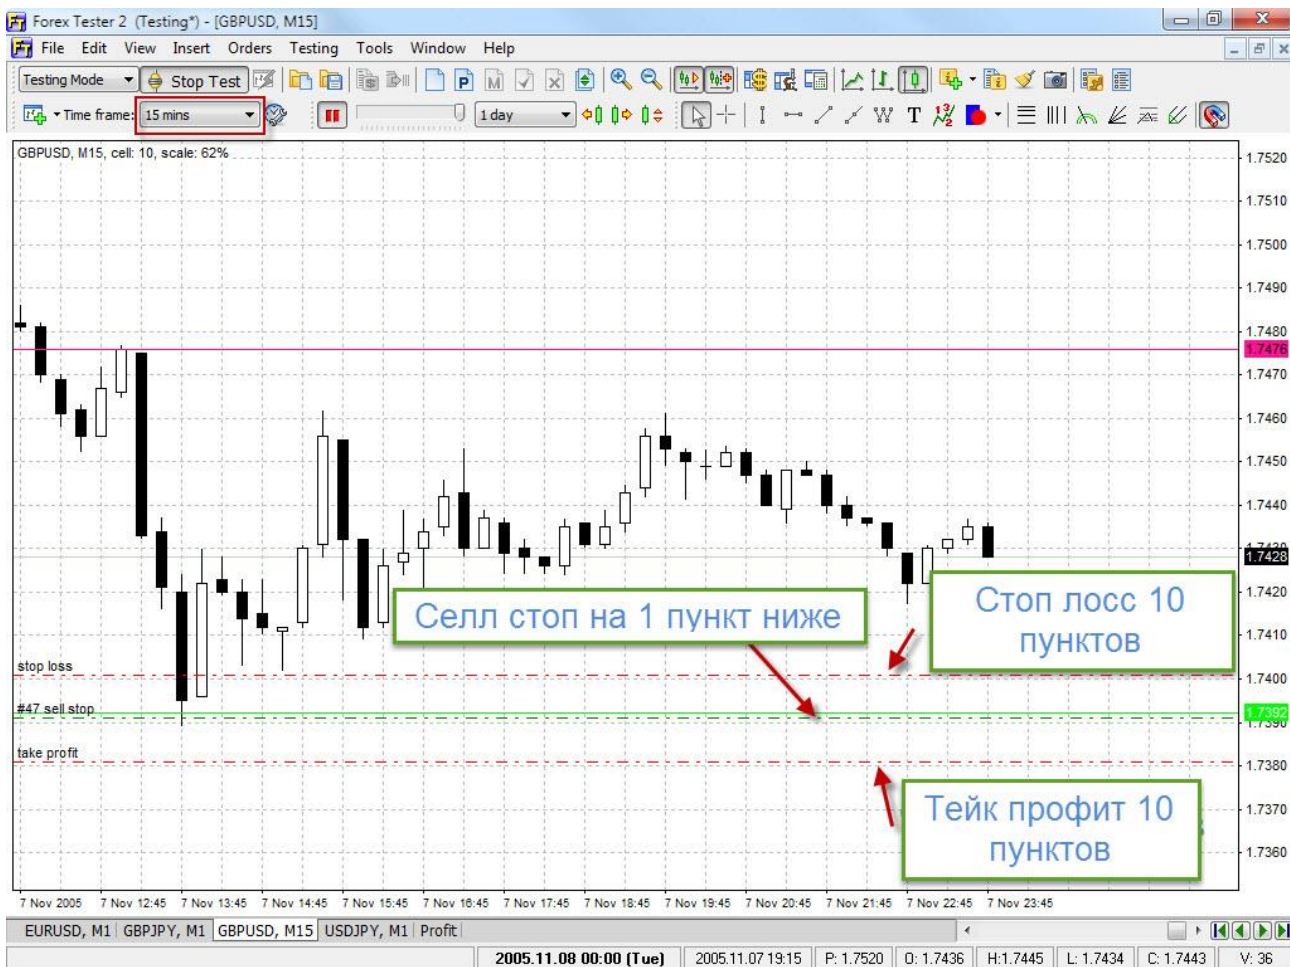 Forex Tester 2 (Testing*) - [GBPUSD, M15]
File Edit View Insert Orders Testing Tools Window Help
Testing Mode Stop Test
Time frame: 15 mins 1 day
GBPUSD, M15, cell: 10, scale: 62%
1.7520
1.7510
1.7500
1.7490
1.7480
1.7476
1.7470
1.7460
1.7450
1.7440
1.7428
1.7420
1.7410
1.7400
1.7392
1.7390
1.7380
1.7370
1.7360
Селл стоп на 1 пункт ниже
Стоп лосс 10
пунктов
stop loss
#47 sell stop
take profit
Тейк профит 10
пунктов
7 Nov 2005 7 Nov 12:45 7 Nov 13:45 7 Nov 14:45 7 Nov 15:45 7 Nov 16:45 7 Nov 17:45 7 Nov 18:45 7 Nov 19:45 7 Nov 20:45 7 Nov 21:45 7 Nov 22:45 7 Nov 23:45
EURUSD, M1 GBPJPY, M1 GBPUSD, M15 USDJPY, M1 Profit
2005.11.08 00:00 (Tue) 2005.11.07 19:15 P: 1.7520 O: 1.7436 H:1.7445 L: 1.7434 C: 1.7443 V: 36